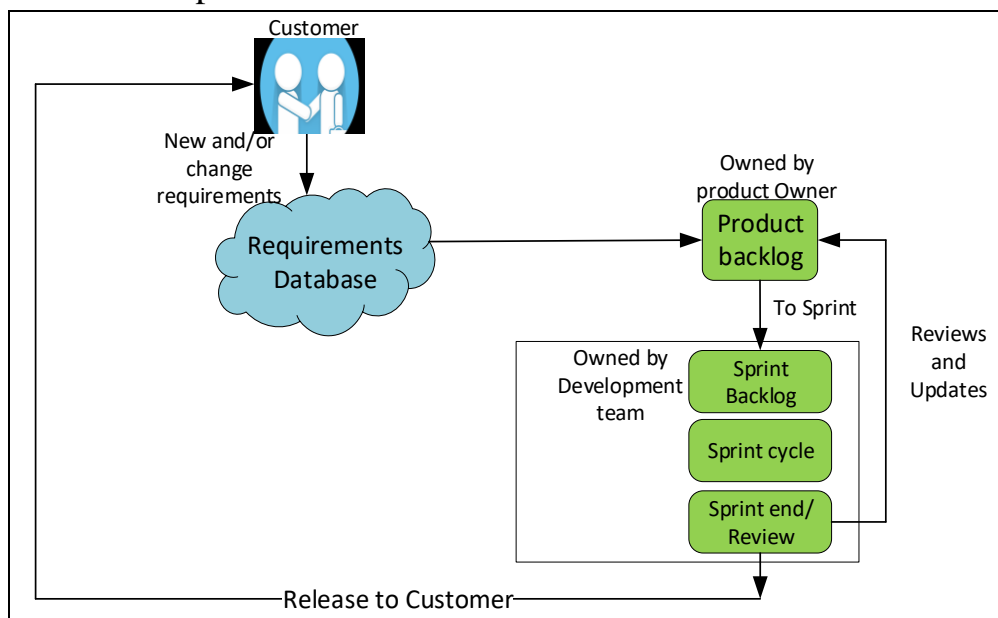 Customer
New and/or
change
requirements
Requirements
Database
Owned by
product Owner
Product
backlog
To Sprint
Reviews
and
Updates
Owned by
Development
team
Sprint
Backlog
Sprint cycle
Sprint end/
Review
Release to Customer